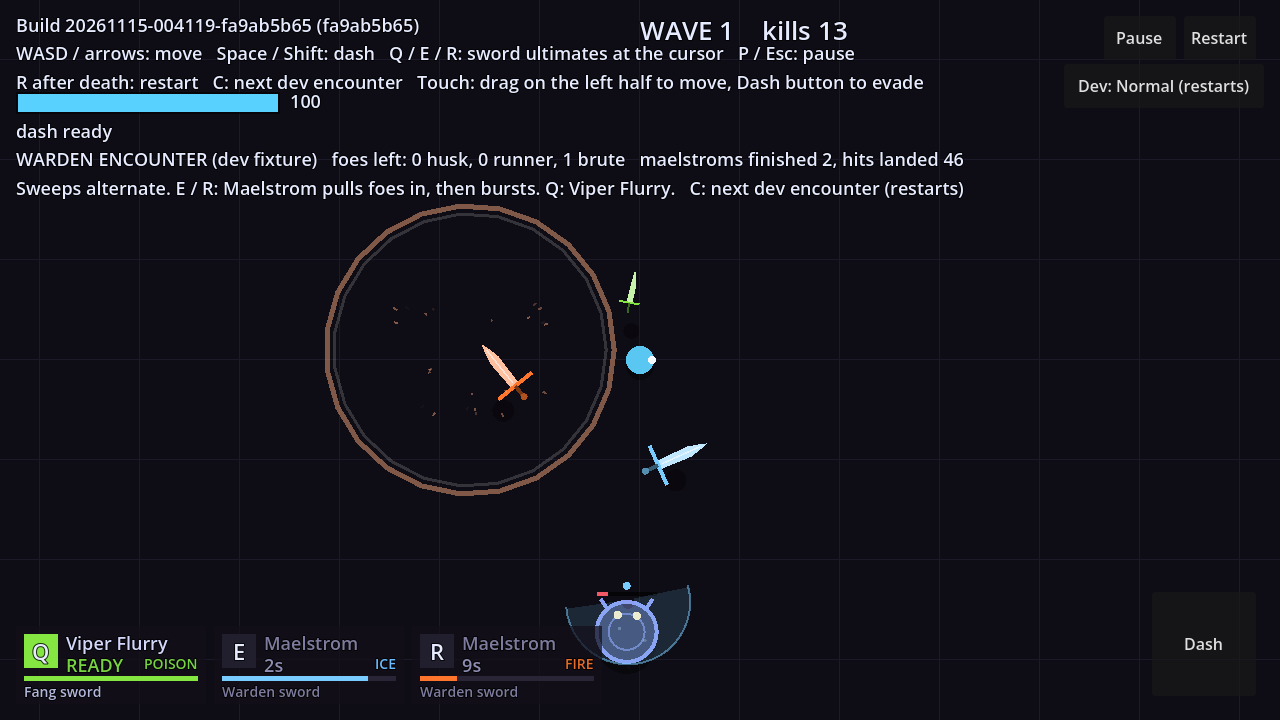 Build 20261115-004119-fa9ab5b65 (fa9ab5b65)
WAVE 1 kills 13
Pause
Restart
WASD / arrows: move Space / Shift: dash Q / E / R: sword ultimates at the cursor P / Esc: pause
R after death: restart C: next dev encounter Touch: drag on the left half to move, Dash button to evade
Dev: Normal (restarts)
100
dash ready
WARDEN ENCOUNTER (dev fixture) foes left: 0 husk, 0 runner, 1 brute maelstroms finished 2, hits landed 46
Sweeps alternate. E / R: Maelstrom pulls foes in, then bursts. Q: Viper Flurry. C: next dev encounter (restarts)
Q
Viper Flurry
READY POISON
Fang sword
E
Maelstrom
2s ICE
Warden sword
R
Maelstrom
9s FIRE
Warden sword
Dash